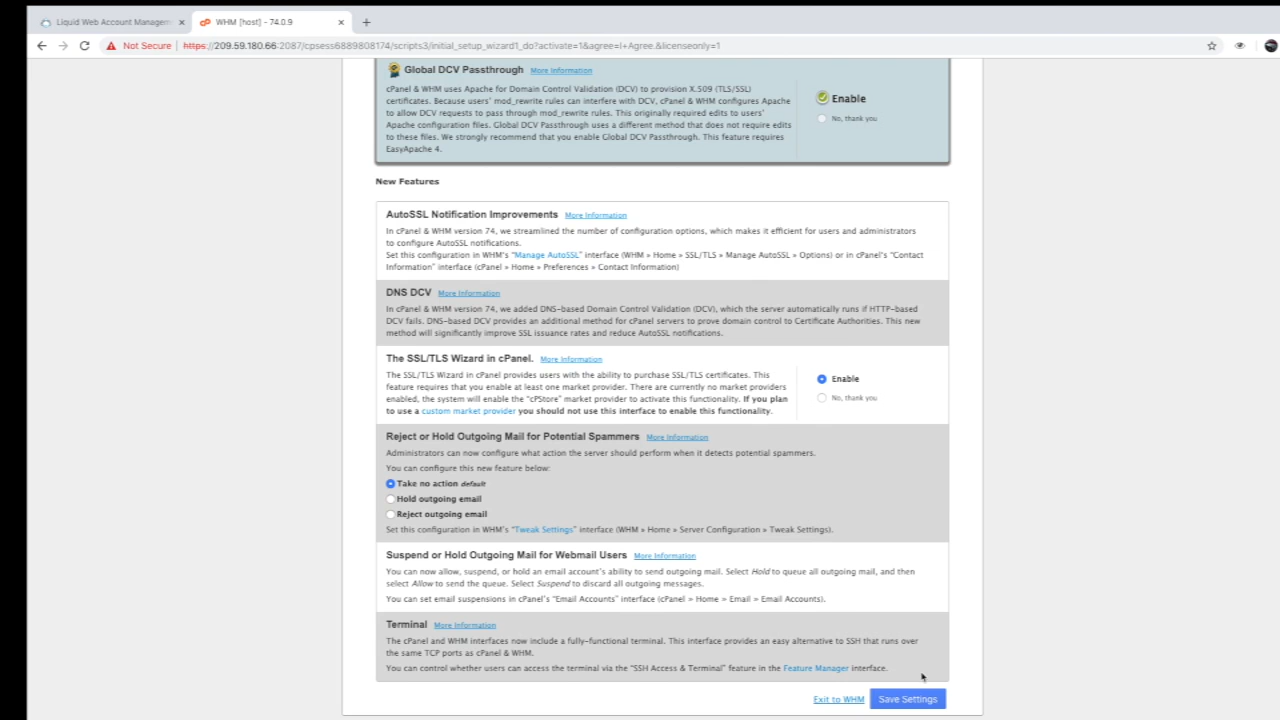 Liquid Web Account Managem
WHM [host] - 74.0.9
Not Secure | https://209.59.180.66:2087/cpsess6889808174/scripts3/initial_setup_wizard1_do?activate=1&agree=I+Agree.&licenseonly=1
Global DCV Passthrough More Information
cPanel & WHM uses Apache for Domain Control Validation (DCV) to provision X.509 (TLS/SSL)
certificates. Because users' mod_rewrite rules can interfere with DCV, cPanel & WHM configures Apache
to allow DCV requests to pass through mod_rewrite rules. This originally required edits to users'
Apache configuration files. Global DCV Passthrough uses a different method that does not require edits
to these files. We strongly recommend that you enable Global DCV Passthrough. This feature requires
EasyApache 4.
Enable
No, thank you
New Features
AutoSSL Notification Improvements More Information
In cPanel & WHM version 74, we streamlined the number of configuration options, which makes it efficient for users and administrators
to configure AutoSSL notifications.
Set this configuration in WHM's "Manage AutoSSL" interface (WHM » Home » SSL/TLS » Manage AutoSSL » Options) or in cPanel's "Contact
Information" interface (cPanel » Home » Preferences » Contact Information)
DNS DCV More Information
In cPanel & WHM version 74, we added DNS-based Domain Control Validation (DCV), which the server automatically runs if HTTP-based
DCV fails. DNS-based DCV provides an additional method for cPanel servers to prove domain control to Certificate Authorities. This new
method will significantly improve SSL issuance rates and reduce AutoSSL notifications.
The SSL/TLS Wizard in cPanel. More Information
The SSL/TLS Wizard in cPanel provides users with the ability to purchase SSL/TLS certificates. This
feature requires that you enable at least one market provider. There are currently no market providers
enabled, the system will enable the "cPStore" market provider to activate this functionality. If you plan
to use a custom market provider you should not use this interface to enable this functionality.
Enable
No, thank you
Reject or Hold Outgoing Mail for Potential Spammers More Information
Administrators can now configure what action the server should perform when it detects potential spammers.
You can configure this new feature below:
Take no action default
Hold outgoing email
Reject outgoing email
Set this configuration in WHM's "Tweak Settings" interface (WHM » Home » Server Configuration » Tweak Settings).
Suspend or Hold Outgoing Mail for Webmail Users More Information
You can now allow, suspend, or hold an email account's ability to send outgoing mail. Select Hold to queue all outgoing mail, and then
select Allow to send the queue. Select Suspend to discard all outgoing messages.
You can set email suspensions in cPanel's "Email Accounts" interface (cPanel » Home » Email » Email Accounts).
Terminal More Information
The cPanel and WHM interfaces now include a fully-functional terminal. This interface provides an easy alternative to SSH that runs over
the same TCP ports as cPanel & WHM.
You can control whether users can access the terminal via the "SSH Access & Terminal" feature in the Feature Manager interface.
Exit to WHM Save Settings